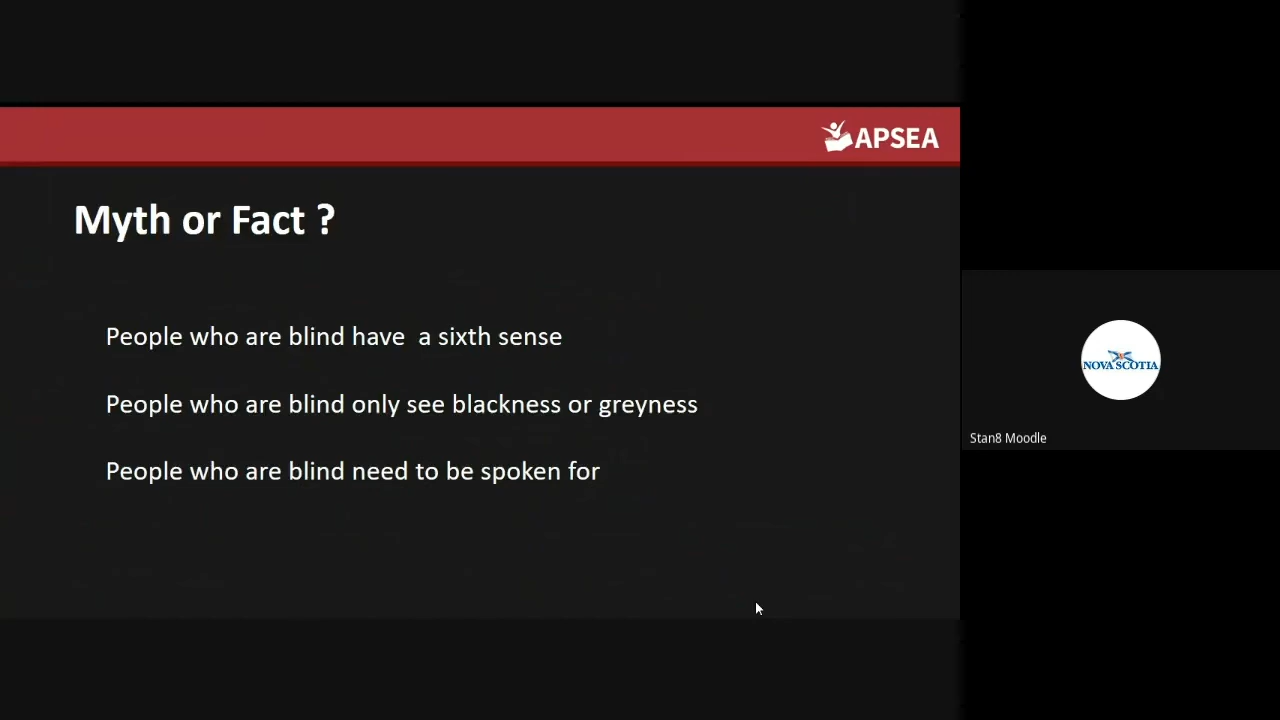 APSEA
Myth or Fact ?
People who are blind have a sixth sense
People who are blind only see blackness or greyness
People who are blind need to be spoken for
NOVA SCOTIA
Stan8 Moodle